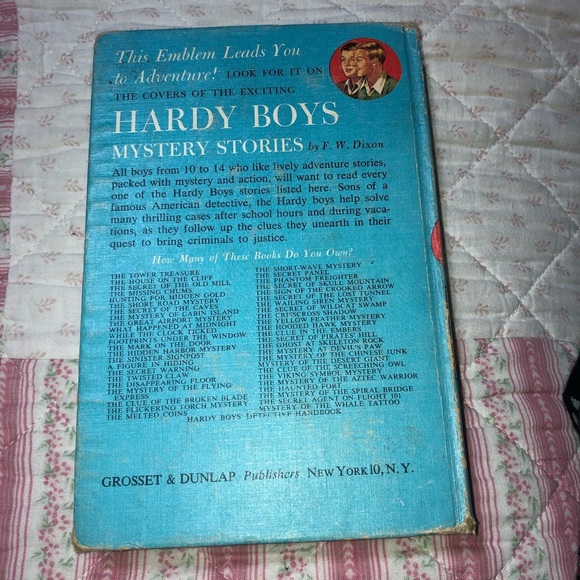 This Emblem Leads You
to Adventure! LOOK FOR IT ON
THE COVERS OF THE EXCITING
HARDY BOYS
MYSTERY STORIES by F. W. Dixon
All boys from 10 to 14 who like lively adventure stories,
packed with mystery and action, will want to read every
one of the Hardy Boys stories listed here. Sons of a
famous American detective, the Hardy boys help solve
many thrilling cases after school hours and during vaca-
tions, as they follow up the clues they unearth in their
quest to bring criminals to justice.
How Many of These Books Do You Own?
THE TOWER TREASURE
THE HOUSE ON THE CLIFF
THE SECRET OF THE OLD MILL
THE MISSING CHUMS
HUNTING FOR HIDDEN GOLD
THE SHORE ROAD MYSTERY
THE SECRET OF THE CAVES
THE MYSTERY OF CABIN ISLAND
THE GREAT AIRPORT MYSTERY
WHAT HAPPENED AT MIDNIGHT
WHILE THE CLOCK TICKED
FOOTPRINTS UNDER THE WINDOW
THE MARK ON THE DOOR
THE HIDDEN HARBOR MYSTERY
THE SINISTER SIGNPOST
A FIGURE IN HIDING
THE SECRET WARNING
THE TWISTED CLAW
THE DISAPPEARING FLOOR
THE MYSTERY OF THE FLYING
EXPRESS
THE CLUE OF THE BROKEN BLADE
THE FLICKERING TORCH MYSTERY
THE MELTED COINS
THE SHORT-WAVE MYSTERY
THE SECRET PANEL
THE PHANTOM FREIGHTER
THE SECRET OF SKULL MOUNTAIN
THE SIGN OF THE CROOKED ARROW
THE SECRET OF THE LOST TUNNEL
THE WAILING SIREN MYSTERY
THE SECRET OF WILDCAT SWAMP
THE CRISSCROSS SHADOW
THE YELLOW FEATHER MYSTERY
THE HOODED HAWK MYSTERY
THE CLUE IN THE EMBERS
THE SECRET OF PIRATES' HILL
THE GHOST AT SKELETON ROCK
MYSTERY AT DEVIL'S PAW
THE MYSTERY OF THE CHINESE JUNK
MYSTERY OF THE DESERT GIANT
THE CLUE OF THE SCREECHING OWL
THE VIKING SYMBOL MYSTERY
THE MYSTERY OF THE AZTEC WARRIOR
THE HAUNTED FORT
THE MYSTERY OF THE SPIRAL BRIDGE
THE SECRET AGENT ON FLIGHT 101
MYSTERY OF THE WHALE TATTOO
HARDY BOYS' DETECTIVE HANDBOOK
GROSSET & DUNLAP Publishers NEW YORK 10, N. Y.